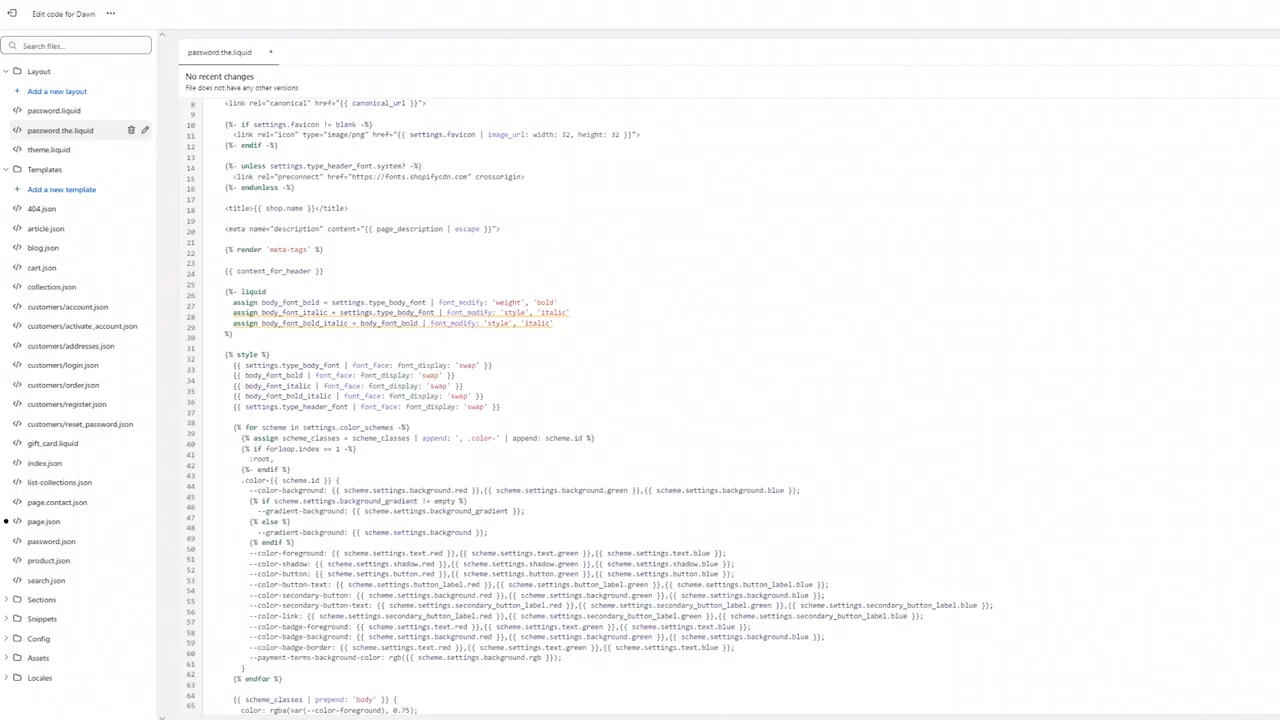 Edit code for Dawn
Search files...
Layout
+ Add a new layout
</> password.liquid
</> password.the.liquid
</> theme.liquid
Templates
+ Add a new template
</> 404.json
</> article.json
</> blog.json
</> cart.json
</> collection.json
</> customers/account.json
</> customers/activate_account.json
</> customers/addresses.json
</> customers/login.json
</> customers/order.json
</> customers/register.json
</> customers/reset_password.json
</> gift_card.liquid
</> index.json
</> list-collections.json
</> page.contact.json
</> page.json
</> password.json
</> product.json
</> search.json
Sections
Snippets
Config
Assets
Locales
password.the.liquid
No recent changes
File does not have any other versions
8 <link rel="canonical" href="{{ canonical_url }}">
9
10 {%- if settings.favicon != blank -%}
11 <link rel="icon" type="image/png" href="{{ settings.favicon | image_url: width: 32, height: 32 }}">
12 {%- endif -%}
13
14 {%- unless settings.type_header_font.system? -%}
15 <link rel="preconnect" href="https://fonts.shopifycdn.com" crossorigin>
16 {%- endunless -%}
17
18 <title>{{ shop.name }}</title>
19
20 <meta name="description" content="{{ page_description | escape }}">
21
22 {% render 'meta-tags' %}
23
24 {{ content_for_header }}
25
26 {%- liquid
27 assign body_font_bold = settings.type_body_font | font_modify: 'weight', 'bold'
28 assign body_font_italic = settings.type_body_font | font_modify: 'style', 'italic'
29 assign body_font_bold_italic = body_font_bold | font_modify: 'style', 'italic'
30 %}
31
32 {% style %}
33 {{ settings.type_body_font | font_face: font_display: 'swap' }}
34 {{ body_font_bold | font_face: font_display: 'swap' }}
35 {{ body_font_italic | font_face: font_display: 'swap' }}
36 {{ body_font_bold_italic | font_face: font_display: 'swap' }}
37 {{ settings.type_header_font | font_face: font_display: 'swap' }}
38
39 {% for scheme in settings.color_schemes -%}
40 {% assign scheme_classes = scheme_classes | append: ', .color-' | append: scheme.id %}
41 {% if forloop.index == 1 -%}
42 :root,
43 {%- endif %}
44 .color-{{ scheme.id }} {
45 --color-background: {{ scheme.settings.background.red }},{{ scheme.settings.background.green }},{{ scheme.settings.background.blue }};
46 {% if scheme.settings.background_gradient != empty %}
47 --gradient-background: {{ scheme.settings.background_gradient }};
48 {% else %}
49 --gradient-background: {{ scheme.settings.background }};
50 {% endif %}
51 --color-foreground: {{ scheme.settings.text.red }},{{ scheme.settings.text.green }},{{ scheme.settings.text.blue }};
52 --color-shadow: {{ scheme.settings.shadow.red }},{{ scheme.settings.shadow.green }},{{ scheme.settings.shadow.blue }};
53 --color-button: {{ scheme.settings.button.red }},{{ scheme.settings.button.green }},{{ scheme.settings.button.blue }};
54 --color-button-text: {{ scheme.settings.button_label.red }},{{ scheme.settings.button_label.green }},{{ scheme.settings.button_label.blue }};
55 --color-secondary-button: {{ scheme.settings.background.red }},{{ scheme.settings.background.green }},{{ scheme.settings.background.blue }};
56 --color-secondary-button-text: {{ scheme.settings.secondary_button_label.red }},{{ scheme.settings.secondary_button_label.green }},{{ scheme.settings.secondary_button_label.blue }};
57 --color-link: {{ scheme.settings.secondary_button_label.red }},{{ scheme.settings.secondary_button_label.green }},{{ scheme.settings.secondary_button_label.blue }};
58 --color-badge-foreground: {{ scheme.settings.text.red }},{{ scheme.settings.text.green }},{{ scheme.settings.text.blue }};
59 --color-badge-background: {{ scheme.settings.background.red }},{{ scheme.settings.background.green }},{{ scheme.settings.background.blue }};
60 --color-badge-border: {{ scheme.settings.text.red }},{{ scheme.settings.text.green }},{{ scheme.settings.text.blue }};
61 --payment-terms-background-color: rgb({{ scheme.settings.background.rgb }});
62 }
63 {% endfor %}
64
65 {{ scheme_classes | prepend: 'body' }} {
color: rgba(var(--color-foreground), 0.75);